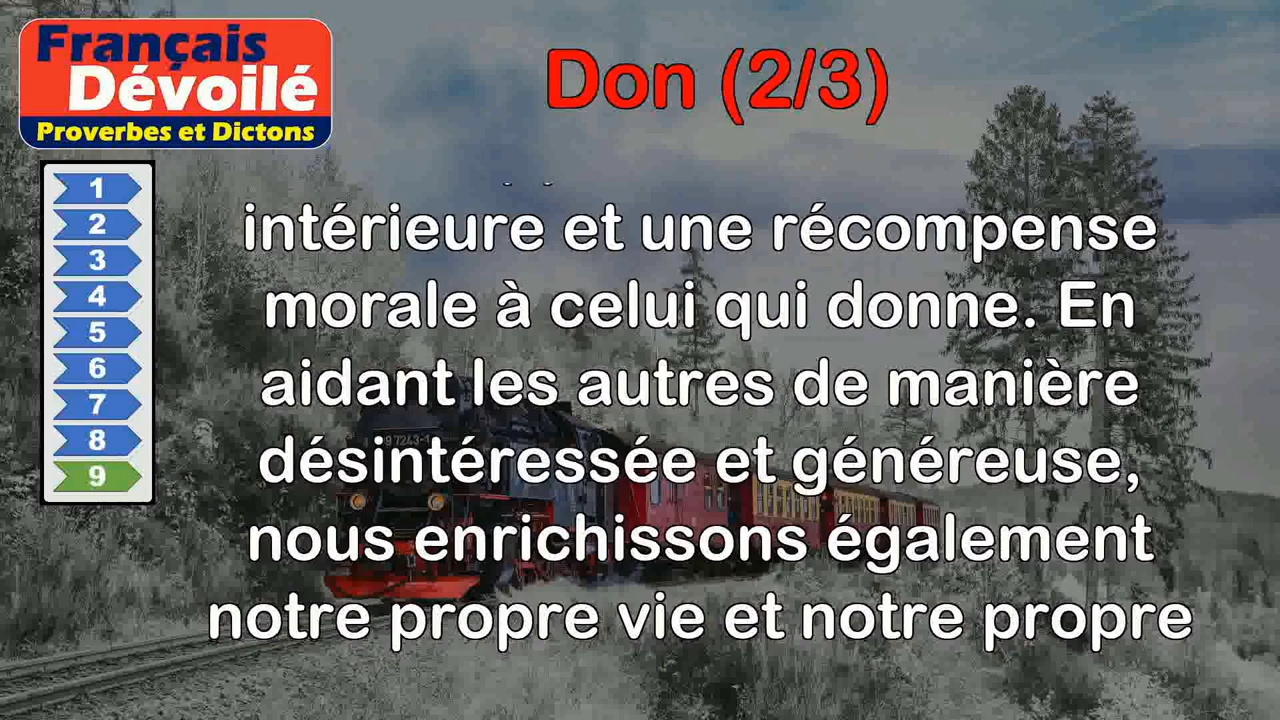 Français
Dévoilé
Proverbes et Dictons
Don (2/3)
1
2
3
4
5
6
7
8
9
intérieure et une récompense
morale à celui qui donne. En
aidant les autres de manière
désintéressée et généreuse,
nous enrichissons également
notre propre vie et notre propre